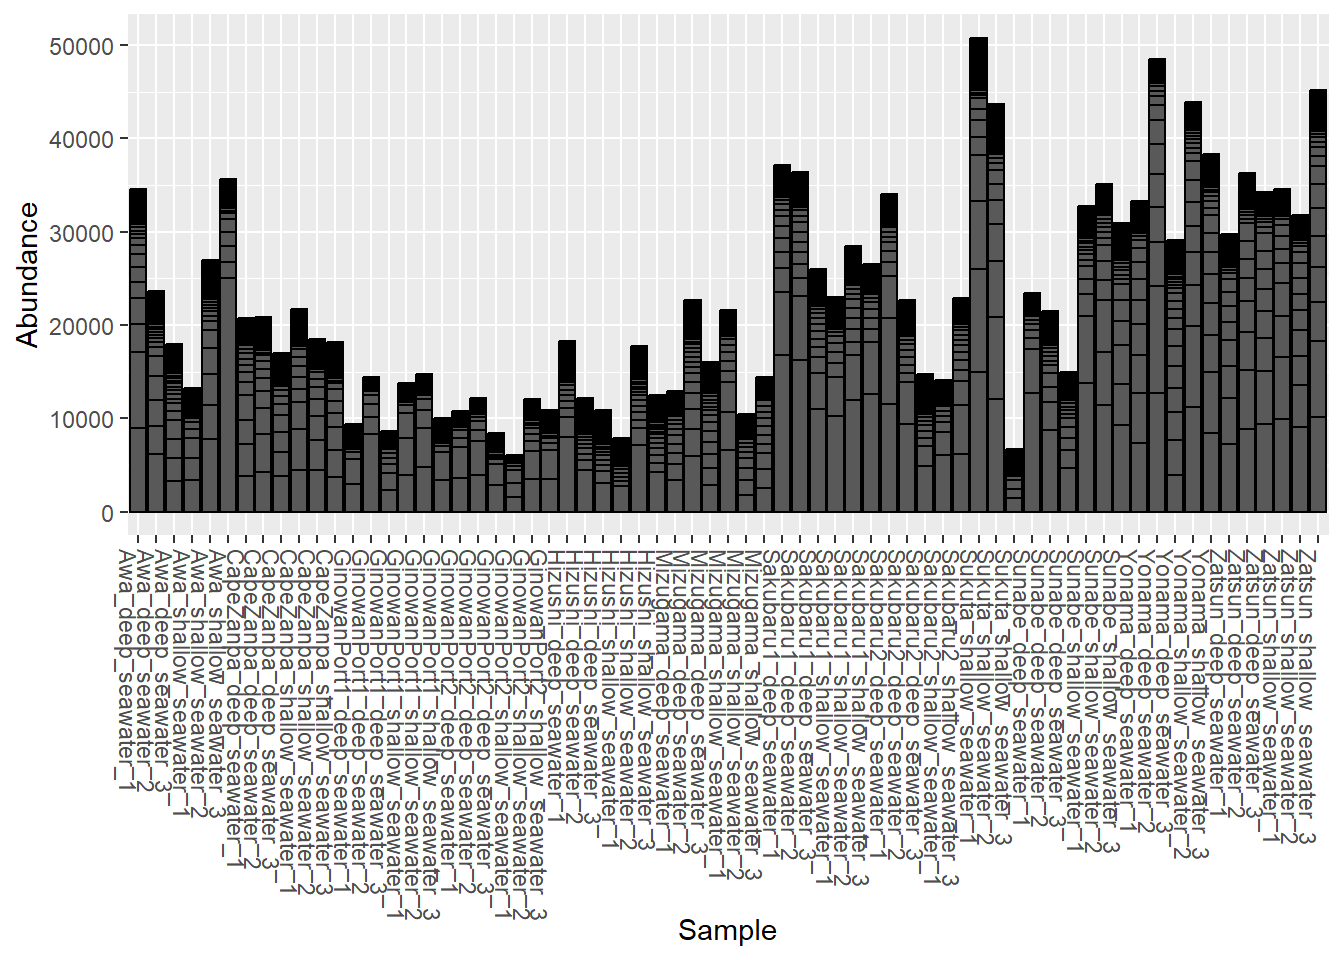 Abundance
50000
40000
30000
20000
10000
0
Awa_deep_seawater_1
Awa_deep_seawater_2
Awa_deep_seawater_3
Awa_shallow_seawater_1
Awa_shallow_seawater_2
Awa_shallow_seawater_3
CapeZanpa_deep_seawater_1
CapeZanpa_deep_seawater_2
CapeZanpa_deep_seawater_3
CapeZanpa_shallow_seawater_1
CapeZanpa_shallow_seawater_2
CapeZanpa_shallow_seawater_3
GinowanPort1_deep_seawater_1
GinowanPort1_deep_seawater_2
GinowanPort1_deep_seawater_3
GinowanPort1_shallow_seawater_1
GinowanPort1_shallow_seawater_2
GinowanPort1_shallow_seawater_3
GinowanPort2_deep_seawater_1
GinowanPort2_deep_seawater_2
GinowanPort2_deep_seawater_3
GinowanPort2_shallow_seawater_1
GinowanPort2_shallow_seawater_2
GinowanPort2_shallow_seawater_3
Hizushi_deep_seawater_1
Hizushi_deep_seawater_2
Hizushi_deep_seawater_3
Hizushi_shallow_seawater_1
Hizushi_shallow_seawater_2
Hizushi_shallow_seawater_3
Mizugama_deep_seawater_1
Mizugama_deep_seawater_2
Mizugama_deep_seawater_3
Mizugama_shallow_seawater_1
Mizugama_shallow_seawater_2
Mizugama_shallow_seawater_3
Sakubaru1_deep_seawater_1
Sakubaru1_deep_seawater_2
Sakubaru1_deep_seawater_3
Sakubaru1_shallow_seawater_1
Sakubaru1_shallow_seawater_2
Sakubaru1_shallow_seawater_3
Sakubaru2_deep_seawater_1
Sakubaru2_deep_seawater_2
Sakubaru2_deep_seawater_3
Sakubaru2_shallow_seawater_1
Sakubaru2_shallow_seawater_3
Sukuta_shallow_seawater_1
Sukuta_shallow_seawater_2
Sukuta_shallow_seawater_3
Sunabe_deep_seawater_1
Sunabe_deep_seawater_2
Sunabe_deep_seawater_3
Sunabe_shallow_seawater_1
Sunabe_shallow_seawater_2
Sunabe_shallow_seawater_3
Yonama_deep_seawater_1
Yonama_deep_seawater_2
Yonama_deep_seawater_3
Yonama_shallow_seawater_2
Yonama_shallow_seawater_3
Zatsun_deep_seawater_1
Zatsun_deep_seawater_2
Zatsun_deep_seawater_3
Zatsun_shallow_seawater_1
Zatsun_shallow_seawater_2
Zatsun_shallow_seawater_3
Sample